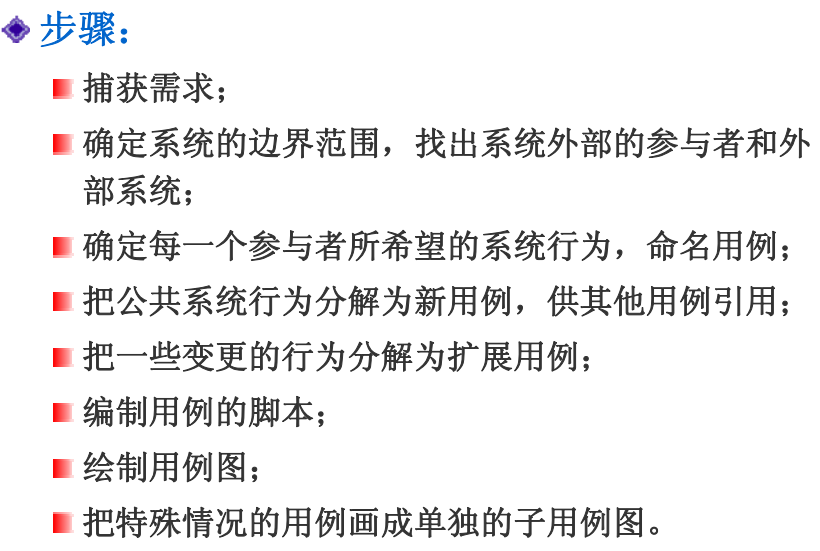 步骤：
捕获需求；
确定系统的边界范围，找出系统外部的参与者和外
部系统；
确定每一个参与者所希望的系统行为，命名用例；
把公共系统行为分解为新用例，供其他用例引用；
把一些变更的行为分解为扩展用例；
编制用例的脚本；
绘制用例图；
把特殊情况的用例画成单独的子用例图。